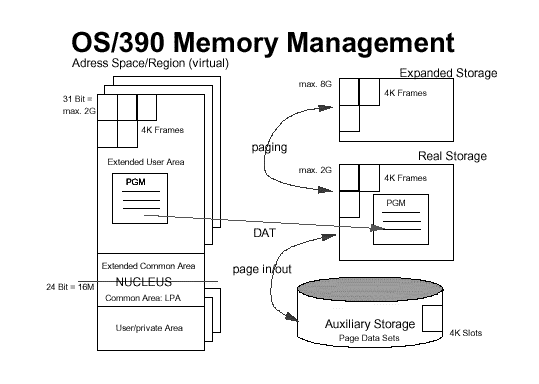 OS/390 Memory Management
Adress Space/Region (virtual)
31 Bit =
max. 2G
4K Frames
Extended User Area
PGM
Extended Common Area
NUCLEUS
24 Bit = 16M
Common Area: LPA
User/private Area
paging
DAT
page in/out
Expanded Storage
max. 8G
4K Frames
Real Storage
max. 2G
4K Frames
PGM
Auxiliary Storage
Page Data Sets
4K Slots